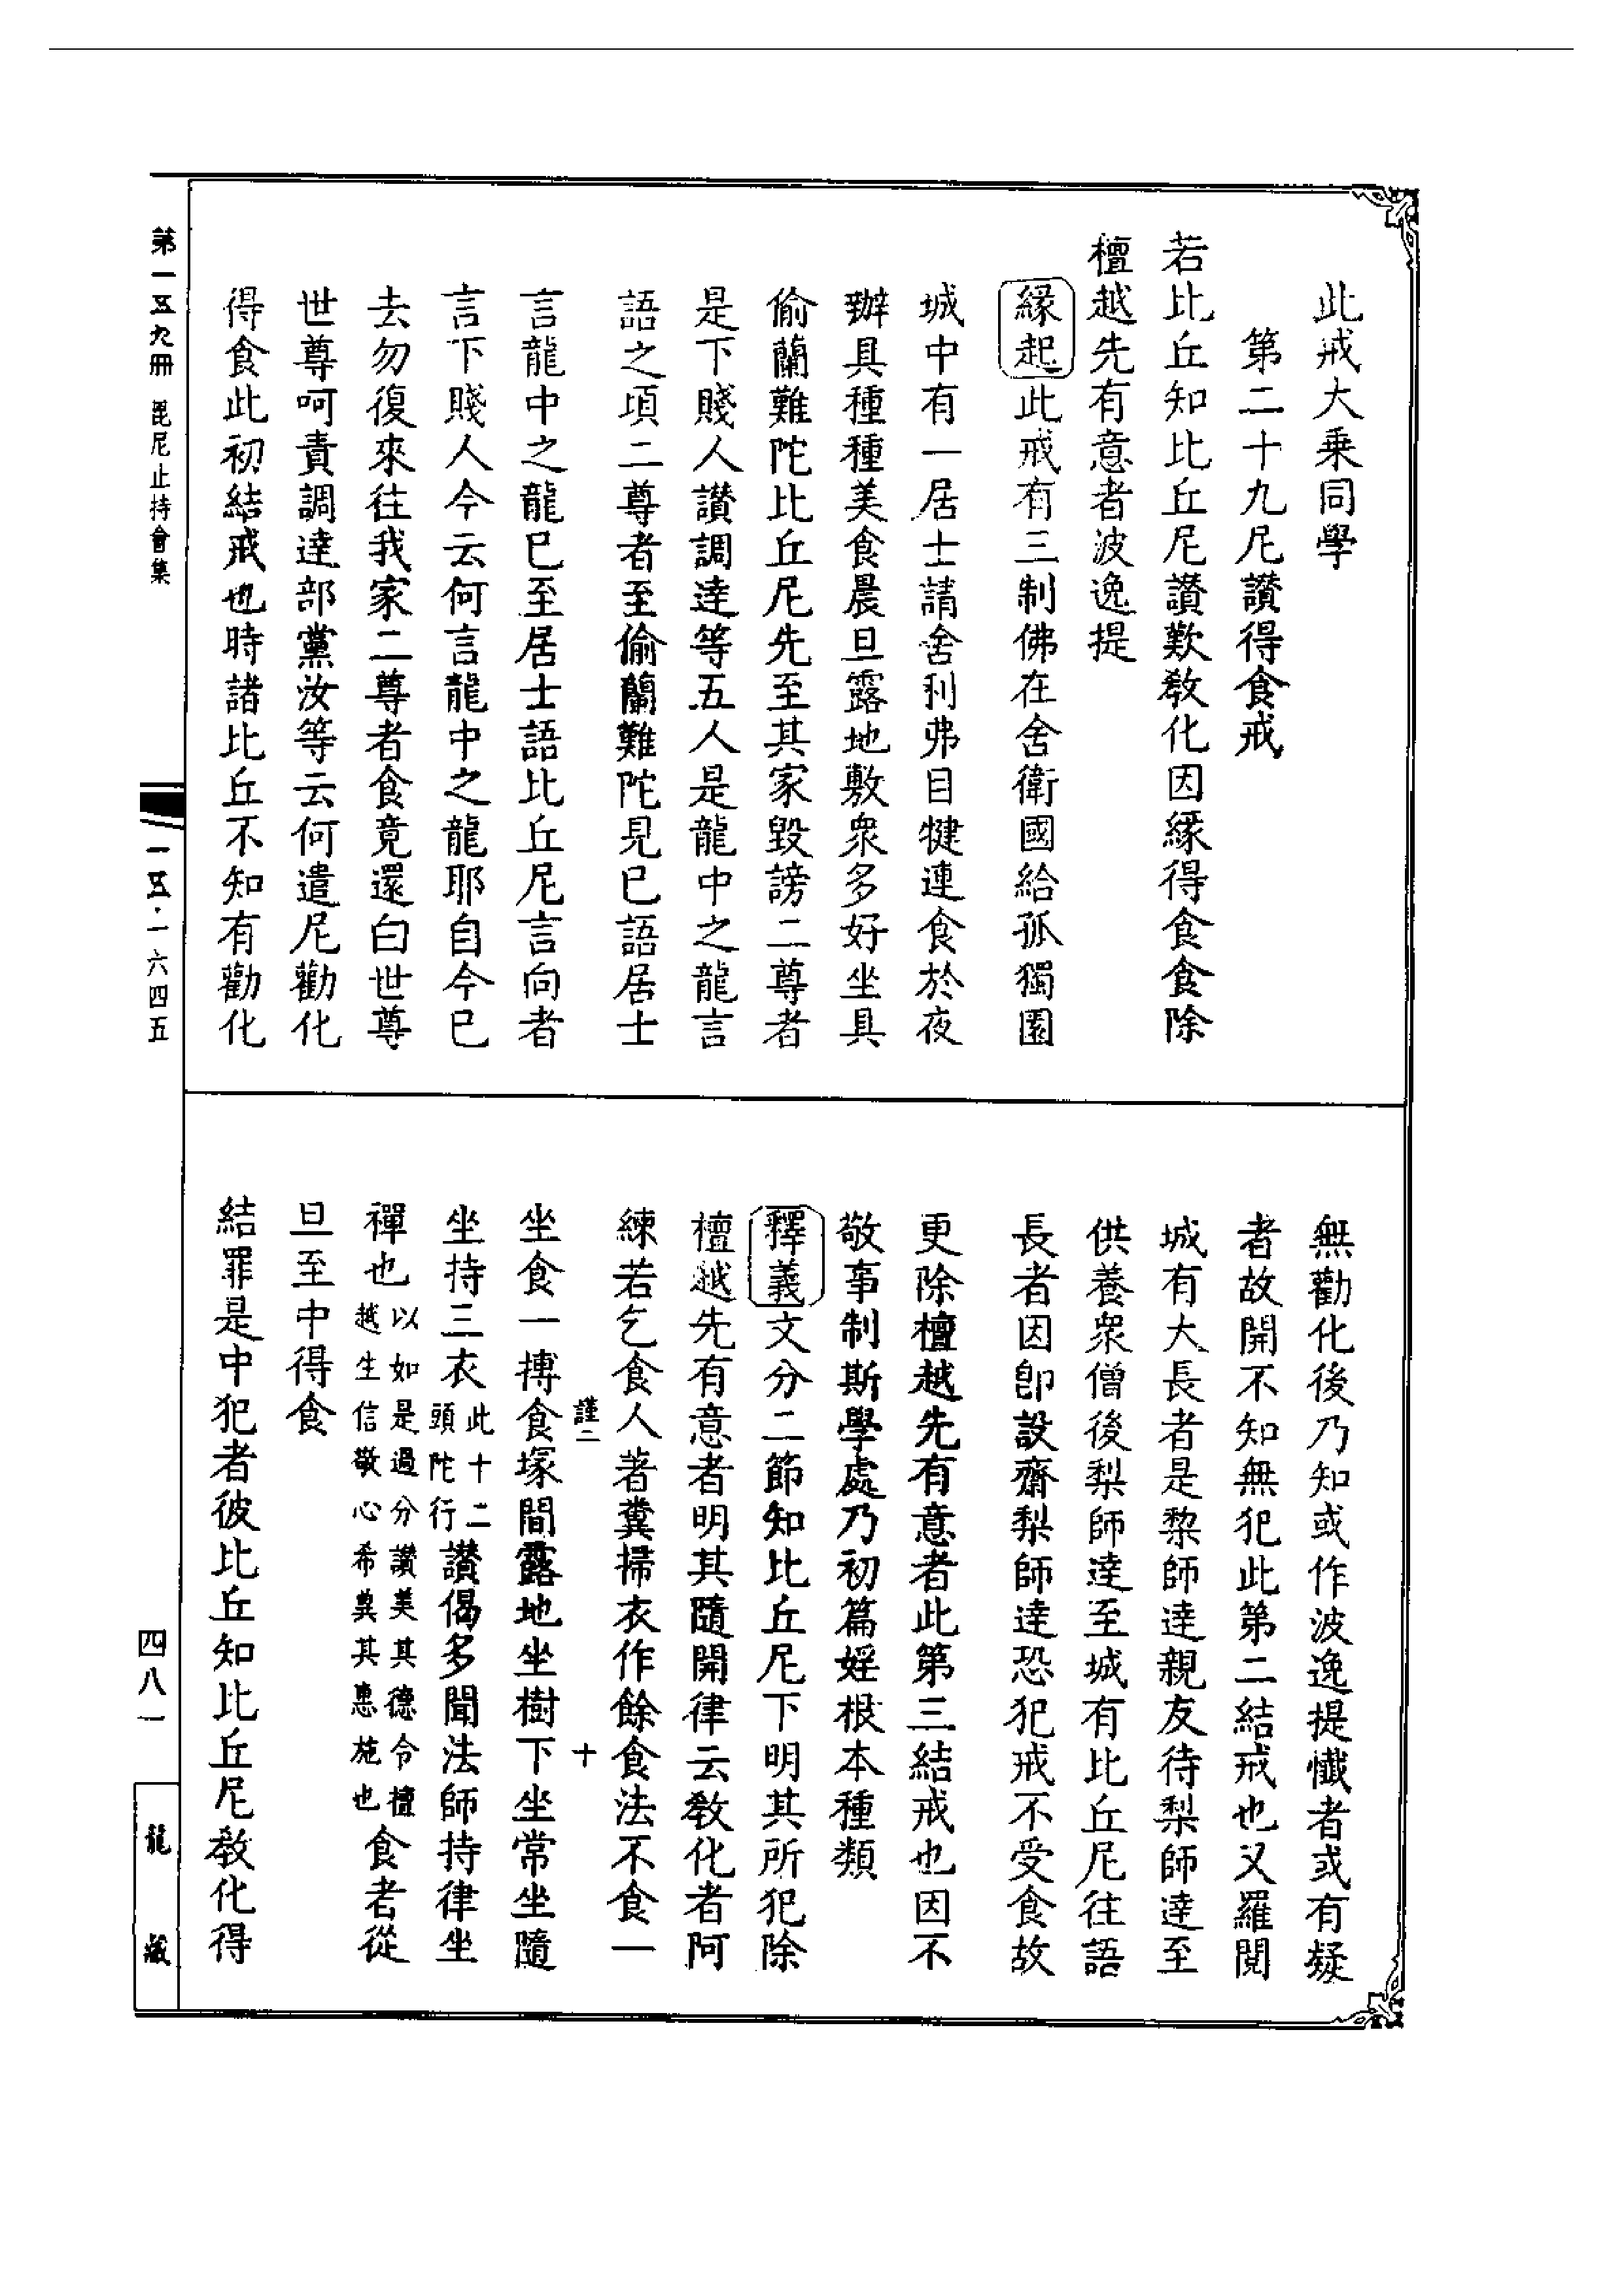 此戒大乗同學
第二十九尼讃得食戒
若比丘知比丘尼讃歎教化因縁得食食除
檀越先有意者波逸提
縁起此戒有三制佛在舍衛國給孤獨園
城中有一居士請舍利弗目犍連食於夜
辦具種種美食晨旦露地敷衆多好坐具
偷蘭難陀比丘尼先至其家毀謗二尊者
是下賤人讃調達等五人是龍中之龍言
語之項二尊者至偷蘭難陀見已語居士
言龍中之龍已至居士語比丘尼言向者
言下賤人今云何言龍中之龍耶自今已
去勿復來往我家二尊者食竟還白世尊
世尊呵責調達部黨汝等云何遣尼勸化
得食此初結戒也時諸比丘不知有勸化
無勸化後乃知或作波逸提懺者或有疑
者故開不知無犯此第二結戒也又羅閱
城有大長者是棃師達親友待梨師達至
供養衆僧後梨師達至城有比丘尼往語
長者因卽設齋梨師達恐犯戒不受食故
更除檀越先有意者此第三結戒也因不
敬事制斯學處乃初篇婬根本種類
釋義文分二節知比丘尼下明其所犯除
檀越先有意者明其隨開律云教化者阿
練若乞食人著糞掃衣作餘食法不食一
謹二 十
坐食一摶食塚間露地坐樹下坐常坐隨
坐持三衣此十二頭陀行讃偈多聞法師持律坐
禪也以如是過分讃美其德令檀越生信敬心希兾其惠施也食者從
旦至中得食
結罪是中犯者彼比丘知比丘尼教化得
第一五九冊 毘尼止持會集
一五·一六四五
四八一
龍藏